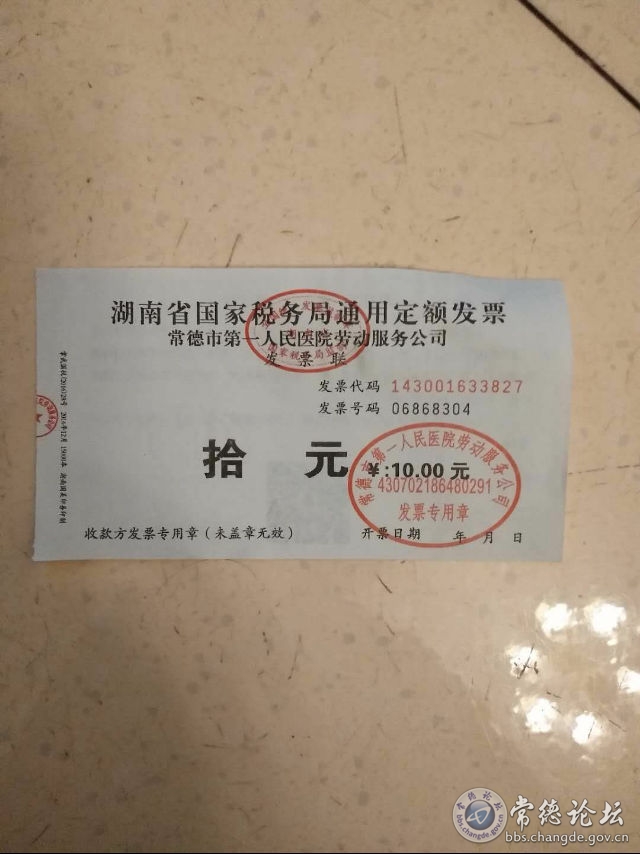 湖南省国家税务局通用定额发票
常德市第一人民医院劳动服务公司
发票联
发票代码 143001633827
发票号码 06868304
拾 元 ¥:10.00 元
常德市第一人民医院劳动服务公司
430702186480291
发票专用章
收款方发票专用章(未盖章无效) 开票日期 年 月 日
常德论坛
bbs.changde.gov.cn